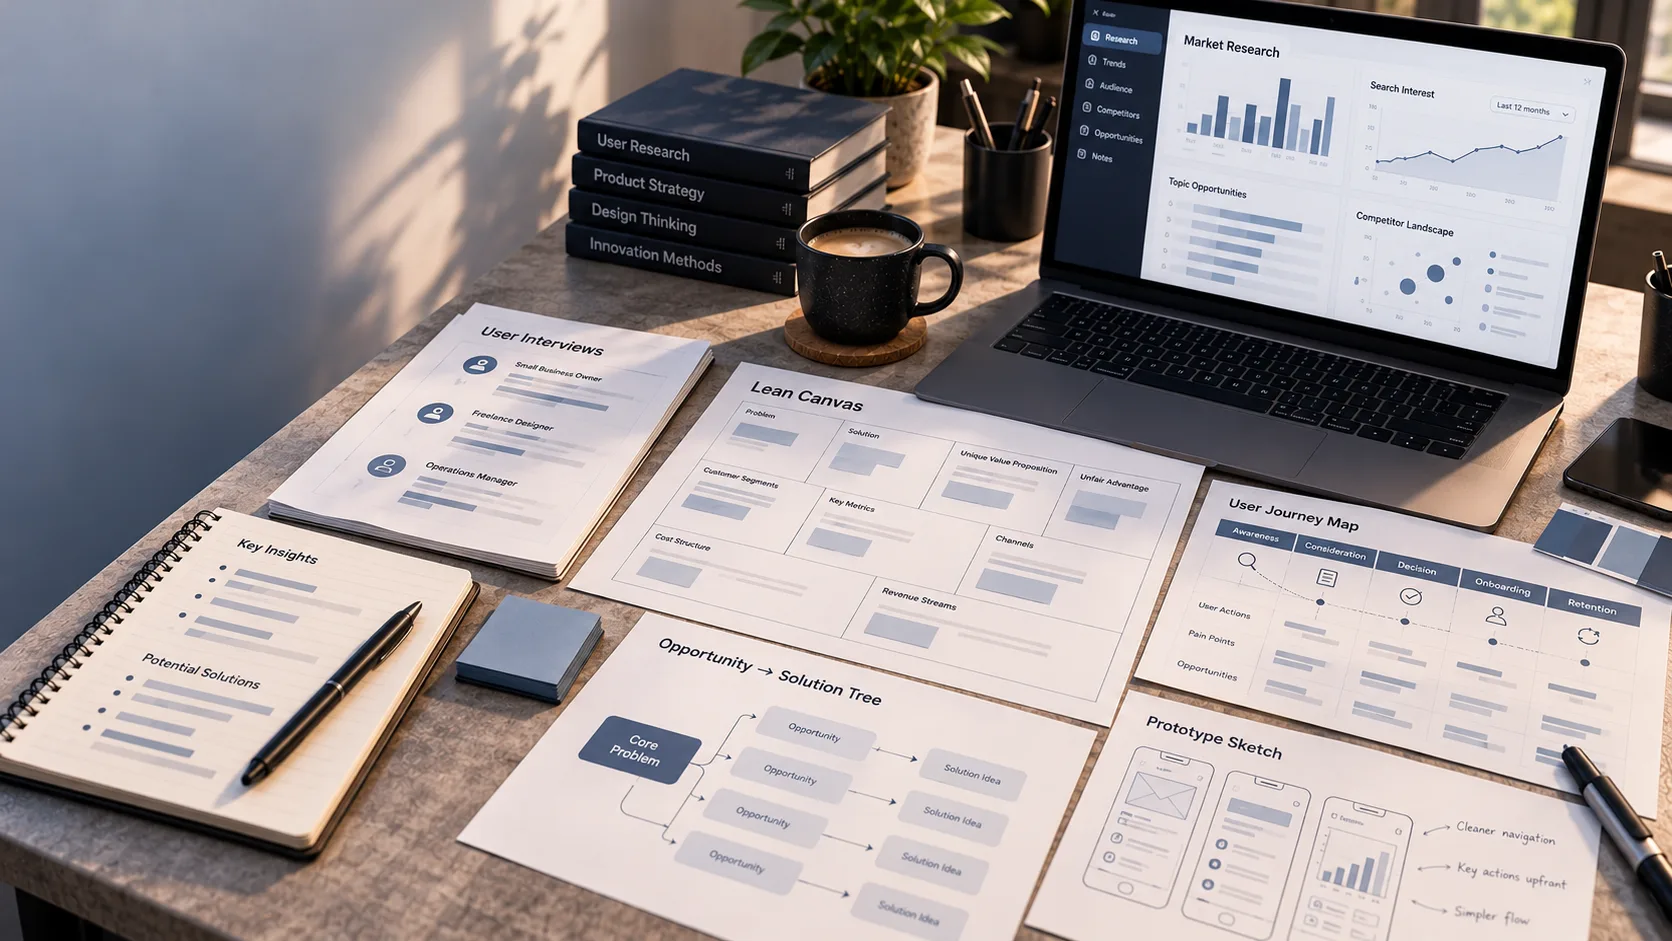 User Research
Product Strategy
Design Thinking
Innovation Methods
Research
Trends
Audience
Competitors
Opportunities
Notes
Market Research
Search Interest
Last 12 months
Topic Opportunities
Competitor Landscape
User Interviews
Small Business Owner
Freelance Designer
Operations Manager
Lean Canvas
Problem
Solution
Unique Value Proposition
Unfair Advantage
Customer Segments
Key Metrics
Channels
Cost Structure
Revenue Streams
User Journey Map
Awareness
Consideration
Decision
Onboarding
Retention
User Actions
Pain Points
Opportunities
Key Insights
Potential Solutions
Opportunity → Solution Tree
Core
Problem
Opportunity
Opportunity
Opportunity
Opportunity
Solution Idea
Solution Idea
Solution Idea
Solution Idea
Prototype Sketch
Cleaner navigation
Key actions upfrant
Simpler flow